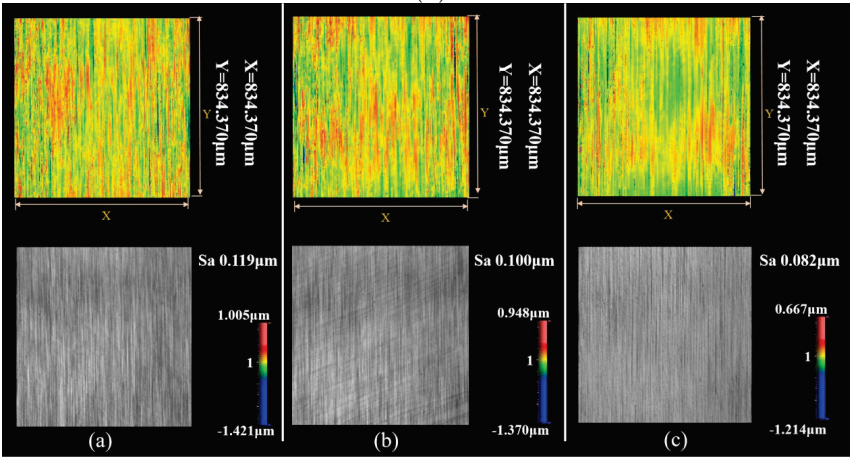 X=834.370μm
Y=834.370μm
Y
X
Sa 0.119μm
1.005μm
1
-1.421μm
(a)
X=834.370μm
Y=834.370μm
Y
X
Sa 0.100μm
0.948μm
1
-1.370μm
(b)
X=834.370μm
Y=834.370μm
Y
X
Sa 0.082μm
0.667μm
1
-1.214μm
(c)